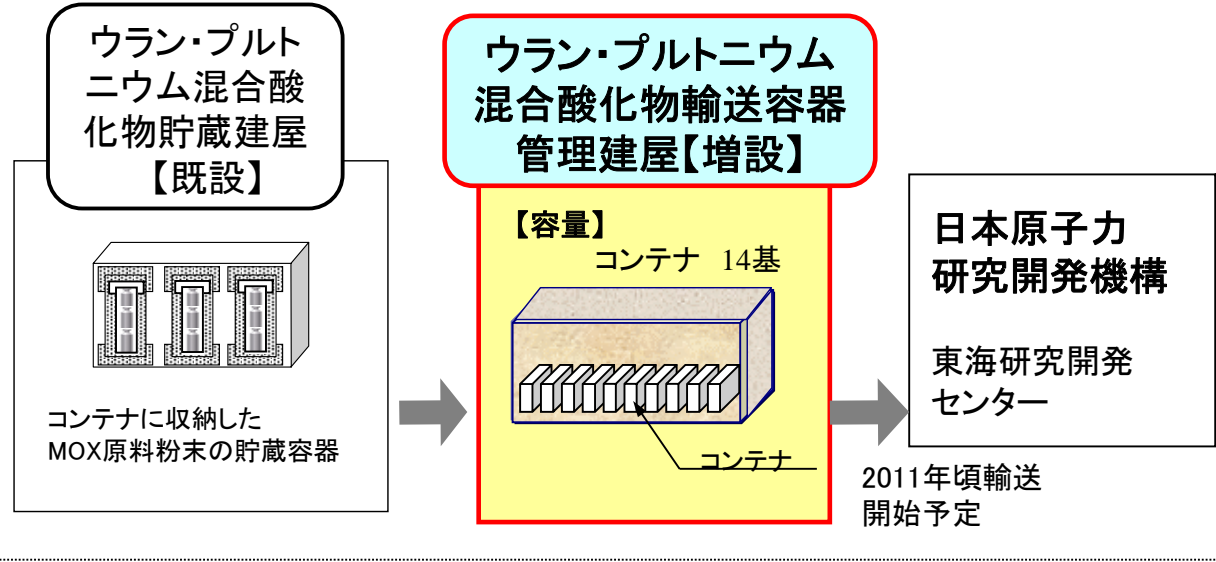 ウラン・プルト
ニウム混合酸
化物貯蔵建屋
【既設】
コンテナに収納した
MOX原料粉末の貯蔵容器
ウラン・プルトニウム
混合酸化物輸送容器
管理建屋【増設】
【容量】
コンテナ 14基
コンテナ
日本原子力
研究開発機構
東海研究開発
センター
2011年頃輸送
開始予定